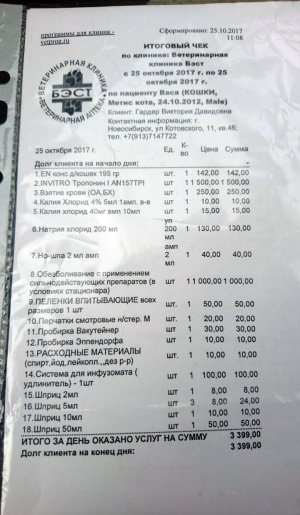 программы для клиник -
vetprog.ru
Сформировано: 25.10.2017
11:08
ВЕТЕРИНАРНАЯ КЛИНИКА
БЭСТ
ВЕТЕРИНАРНАЯ АПТЕКА
ИТОГОВЫЙ ЧЕК
по клинике: Ветеринарная
клиника Бэст
с 25 октября 2017 г. по 25
октября 2017 г.
по пациенту Вася (КОШКИ,
Метис кота, 24.10.2012, Male)
Клиент: Гардер Виктория Давидовна
Контактная информация: г.
Новосибирск, ул Котовского, 11, кв.46;
тел. +7(913)7147722
25 октября 2017 г. Ед. К-во Цена Сумма
Долг клиента на начало дня: -
1.EN конс д/кошек 195 гр шт. 1 142,00 142,00
2.INVITRO Тропонин I AN157TPI шт 1 1 500,00 1 500,00
3.Взятие крови (ОА,БХ) шт 1 250,00 250,00
4.Калия Хлорид 4% 5мл 1амп. в-в шт. 1 10,00 10,00
5.Калия хлорид 40мг амп 10мл шт. 1 15,00 15,00
6.Натрия хлорид 200 мл 200 мл 1 130,00 130,00
7.Но-шпа 2 мл амп амп 2 мл 1 40,00 40,00
8.Обезболивание с применением
сильнодействующих препаратов (в шт 1 1 000,00 1 000,00
условиях стационара)
9.ПЕЛЕНКИ ВПИТЫВАЮЩИЕ всех
размеров 1 шт шт 1 50,00 50,00
10.Перчатки смотровые н/стер. М шт 1 20,00 20,00
11.Пробирка Вакутейнер шт 1 30,00 30,00
12.Пробирка Эппендорфа шт. 1 10,00 10,00
13.РАСХОДНЫЕ МАТЕРИАЛЫ
(спирт,йод,лейкопл.,дез р-р) шт. 1 10,00 10,00
14.Система для инфузомата (
удлинитель) - 1шт шт 1 100,00 100,00
15.Шприц 2мл шт 1 8,00 8,00
16.Шприц 5мл шт 3 8,00 24,00
17.Шприц 10мл шт 1 10,00 10,00
18.Шприц 50мл шт 1 50,00 50,00
ИТОГО ЗА ДЕНЬ ОКАЗАНО УСЛУГ НА СУММУ 3 399,00
Долг клиента на конец дня: 3 399,00